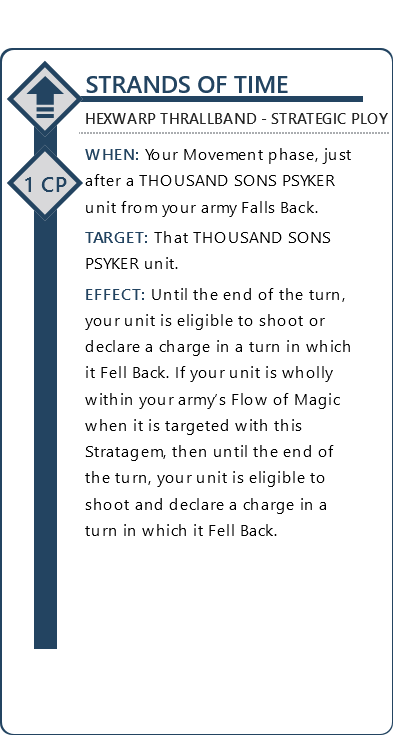 STRANDS OF TIME
HEXWARP THRALLBAND - STRATEGIC PLOY
1 CP
WHEN: Your Movement phase, just
after a THOUSAND SONS PSYKER
unit from your army Falls Back.
TARGET: That THOUSAND SONS
PSYKER unit.
EFFECT: Until the end of the turn,
your unit is eligible to shoot or
declare a charge in a turn in which
it Fell Back. If your unit is wholly
within your army's Flow of Magic
when it is targeted with this
Stratagem, then until the end of
the turn, your unit is eligible to
shoot and declare a charge in a
turn in which it Fell Back.